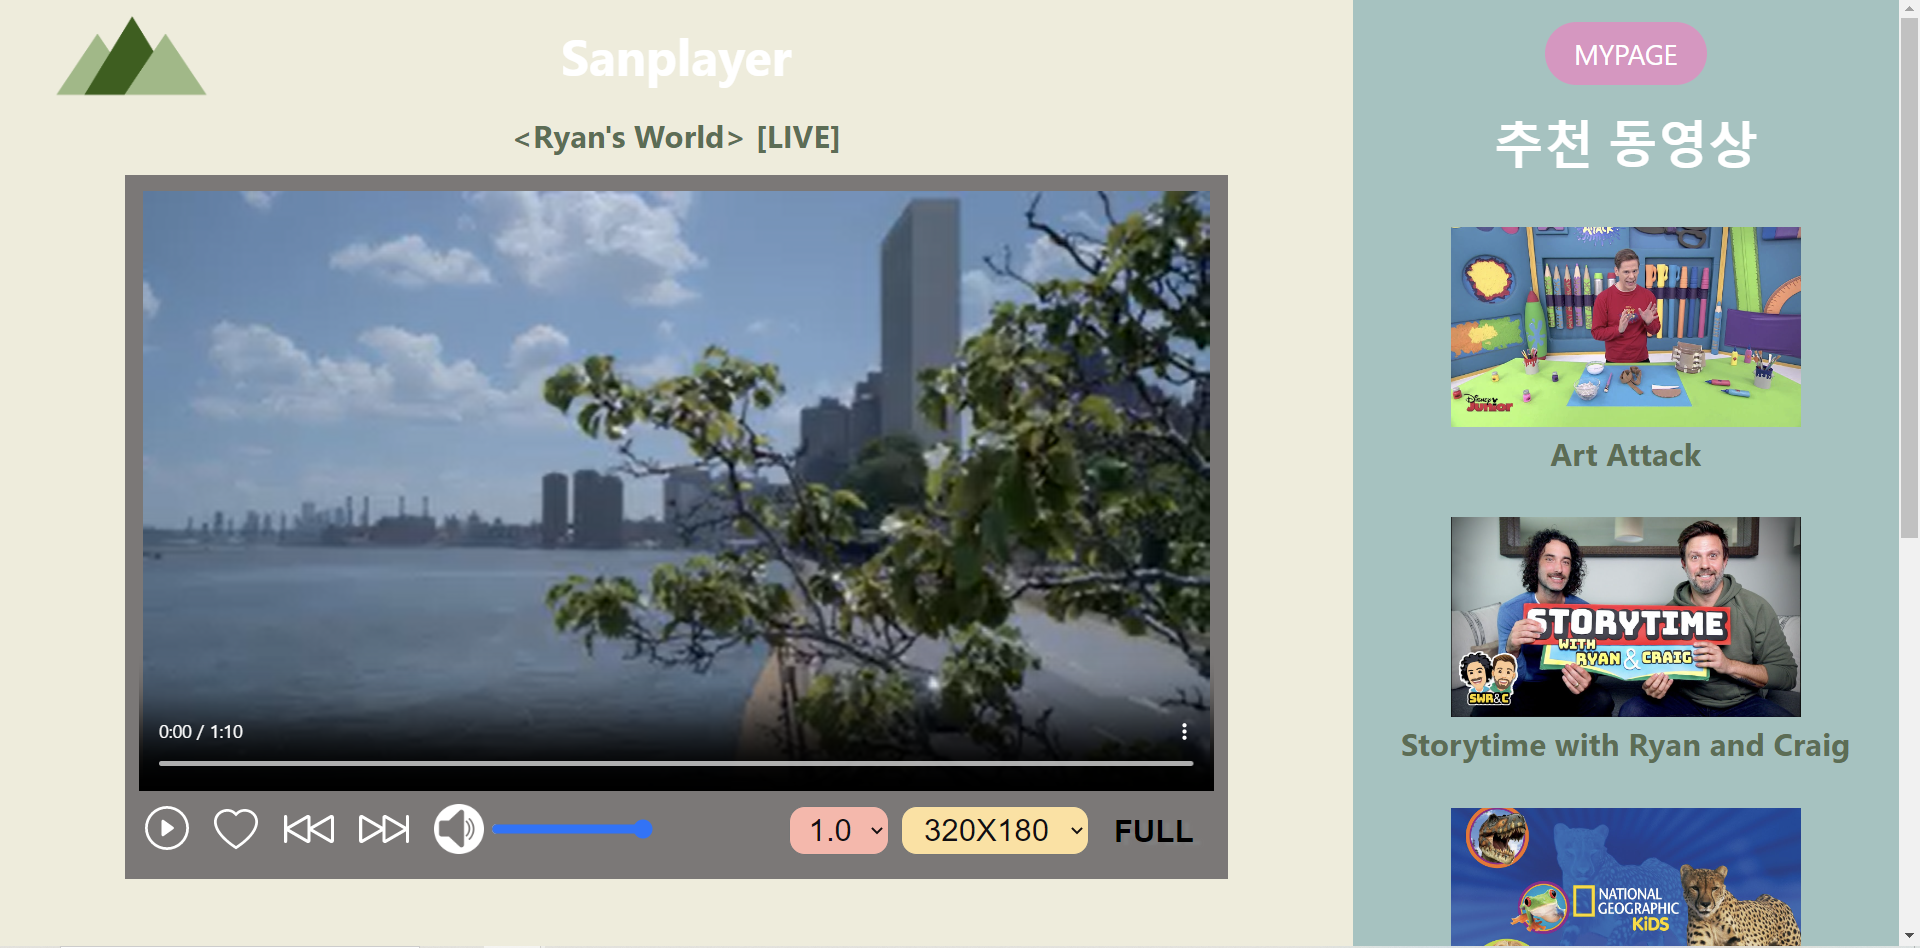 Sanplayer
<Ryan's World> [LIVE]
0:00 / 1:10
1.0
320X180
FULL
MYPAGE
추천 동영상
ATTACK
Disney
JUNIOR
Art Attack
STORYTIME
WITH
RYAN & CRAIG
SWR&C
Storytime with Ryan and Craig
NATIONAL
GEOGRAPHIC
KiDS